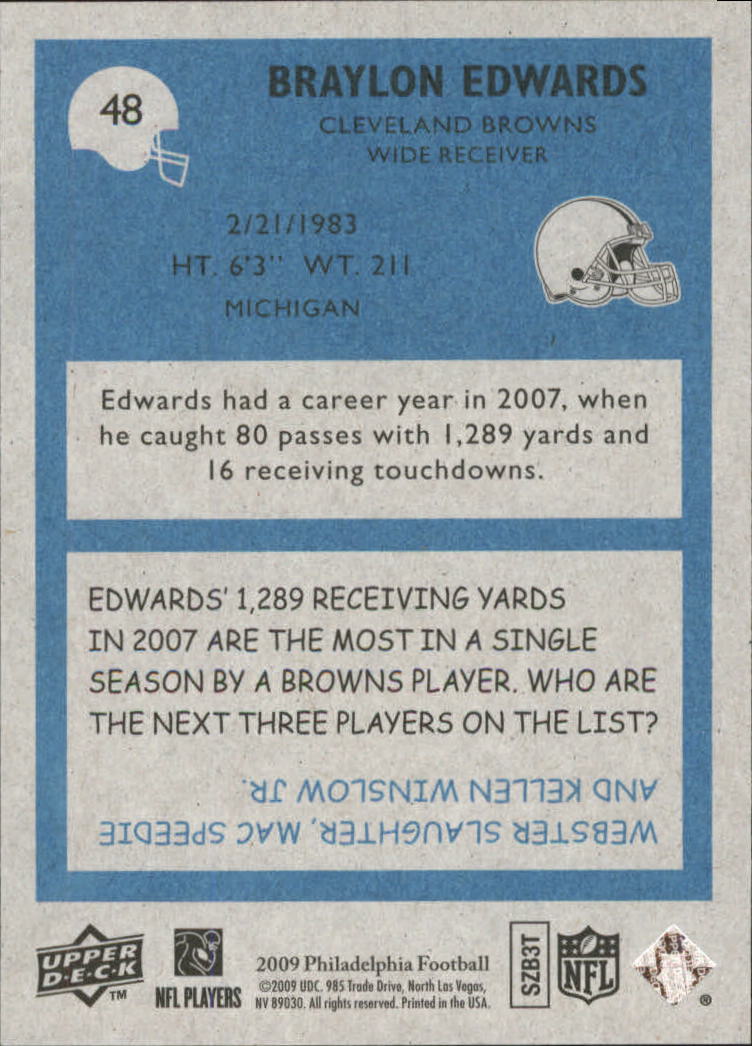 48
BRAYLON EDWARDS
CLEVELAND BROWNS
WIDE RECEIVER
2/21/1983
HT. 6'3" WT. 211
MICHIGAN
Edwards had a career year in 2007, when
he caught 80 passes with 1,289 yards and
16 receiving touchdowns.
EDWARDS' 1,289 RECEIVING YARDS
IN 2007 ARE THE MOST IN A SINGLE
SEASON BY A BROWNS PLAYER. WHO ARE
THE NEXT THREE PLAYERS ON THE LIST?
WEBSTER SLAUGHTER, MAC SPEEDIE
AND KELLEN WINSLOW JR.
UPPER
D·E·C·K
TM
NFL PLAYERS
2009 Philadelphia Football
©2009 UDC. 985 Trade Drive, North Las Vegas,
NV 89030. All rights reserved. Printed in the USA.
SZB3T
NFL
®